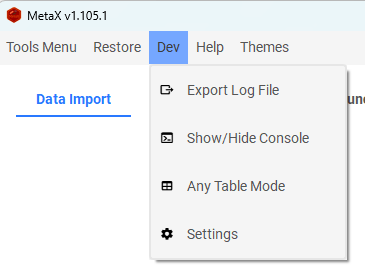 MetaX v1.105.1
Tools Menu Restore Dev Help Themes
Data Import
Export Log File
Show/Hide Console
Any Table Mode
Settings